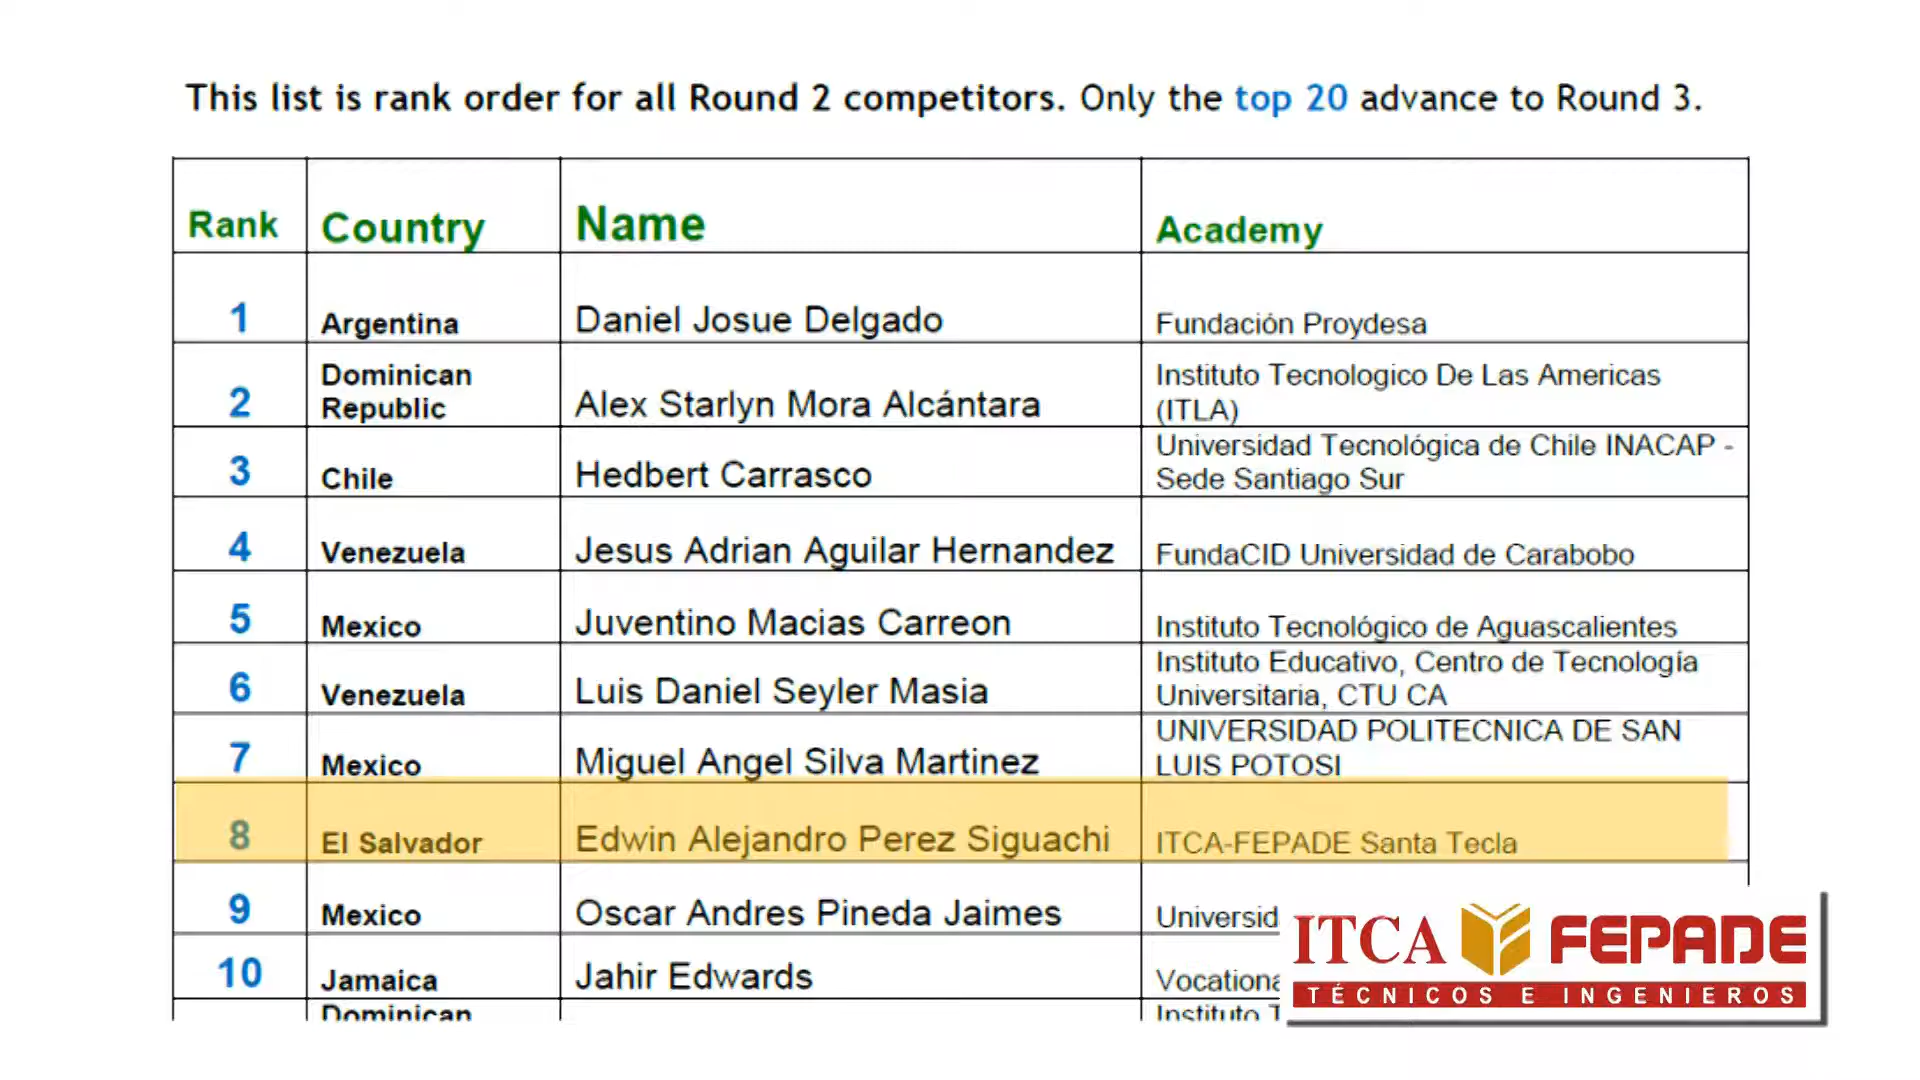 This list is rank order for all Round 2 competitors. Only the top 20 advance to Round 3.
Rank Country Name Academy
1 Argentina Daniel Josue Delgado Fundación Proydesa
2 Dominican Republic Alex Starlyn Mora Alcántara Instituto Tecnologico De Las Americas (ITLA)
3 Chile Hedbert Carrasco Universidad Tecnológica de Chile INACAP - Sede Santiago Sur
4 Venezuela Jesus Adrian Aguilar Hernandez FundaCID Universidad de Carabobo
5 Mexico Juventino Macias Carreon Instituto Tecnológico de Aguascalientes
6 Venezuela Luis Daniel Seyler Masia Instituto Educativo, Centro de Tecnología Universitaria, CTU CA
7 Mexico Miguel Angel Silva Martinez UNIVERSIDAD POLITECNICA DE SAN LUIS POTOSI
8 El Salvador Edwin Alejandro Perez Siguachi ITCA-FEPADE Santa Tecla
9 Mexico Oscar Andres Pineda Jaimes
10 Jamaica Jahir Edwards
Dominican Instituto
ITCA FEPADE
TÉCNICOS E INGENIEROS